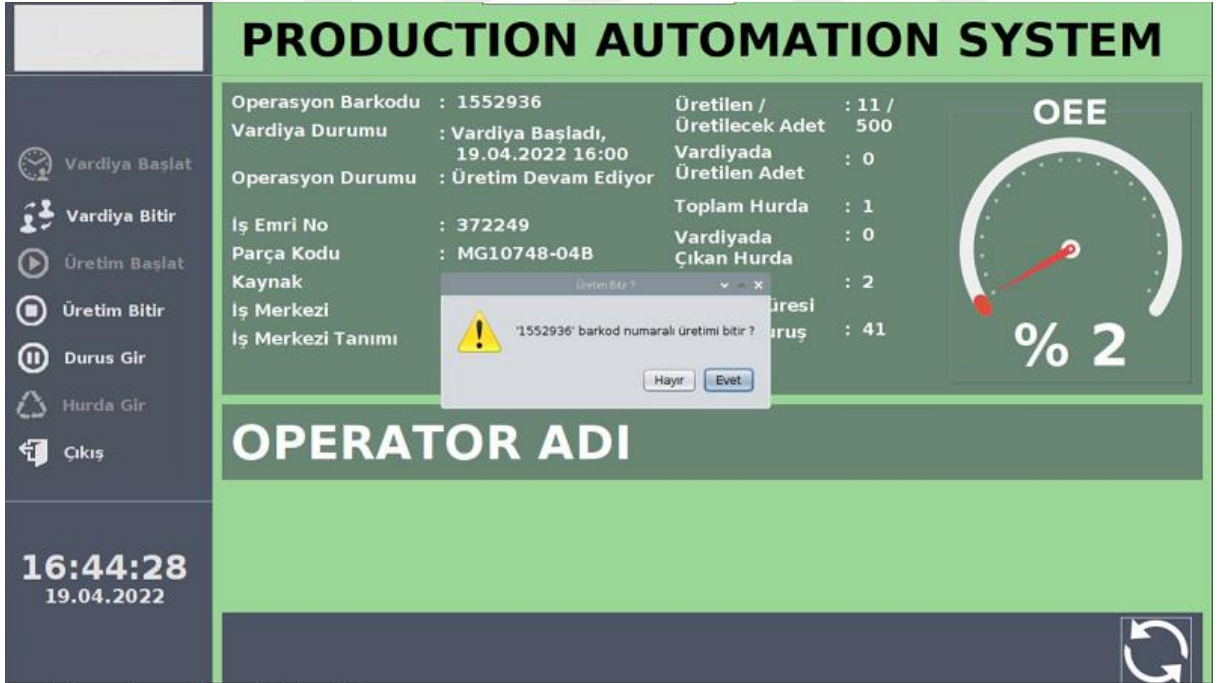 PRODUCTION AUTOMATION SYSTEM
Vardiya Başlat
Vardiya Bitir
Üretim Başlat
Üretim Bitir
Durus Gir
Hurda Gir
Çıkış
16:44:28
19.04.2022
Operasyon Barkodu : 1552936
Vardiya Durumu : Vardiya Başladı,
19.04.2022 16:00
Operasyon Durumu : Üretim Devam Ediyor
İş Emri No : 372249
Parça Kodu : MG10748-04B
Kaynak
İş Merkezi
İş Merkezi Tanımı
Üretilen / : 11 /
Üretilecek Adet 500
Vardiyada : 0
Üretilen Adet
Toplam Hurda : 1
Vardiyada : 0
Çıkan Hurda
: 2
: 41
OEE
% 2
Üretim Bitir ?
'1552936' barkod numaralı üretimi bitir ?
Hayır Evet
OPERATOR ADI